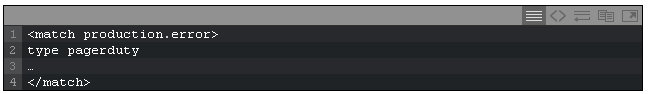 1 <match production.error>
2 type pagerduty
3 …
4 </match>